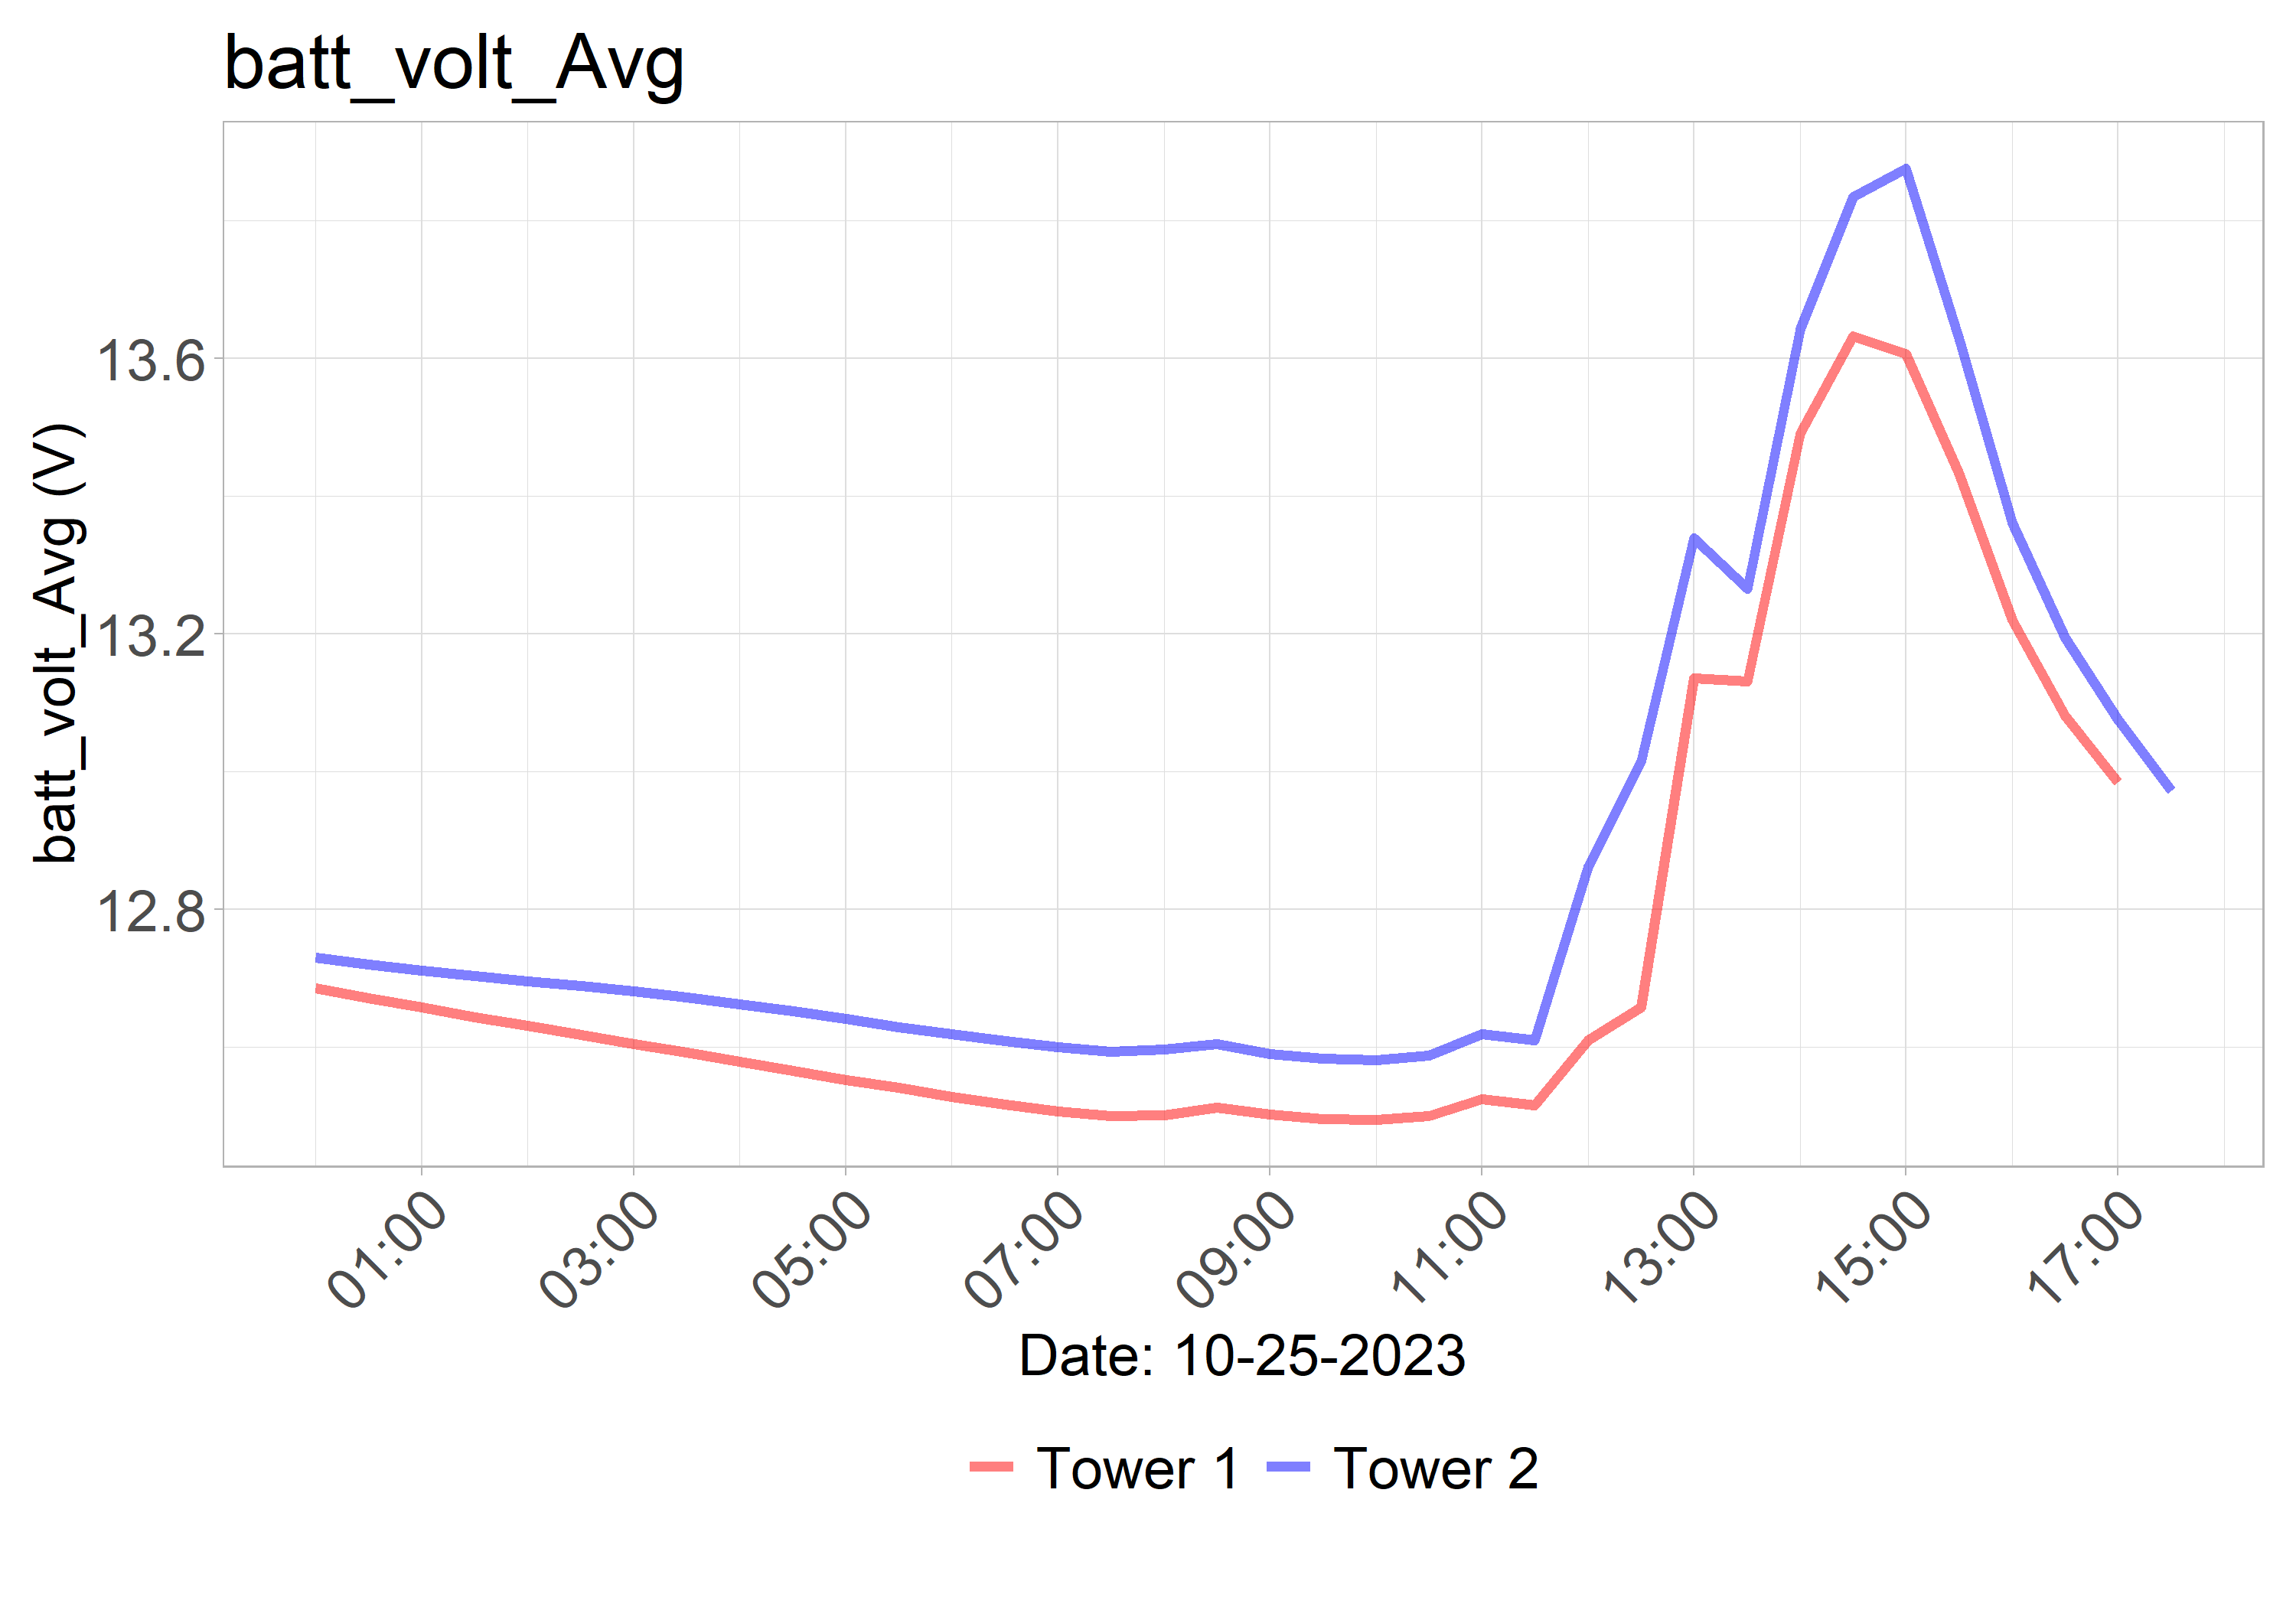 batt_volt_Avg
batt_volt_Avg (V)
13.6
13.2
12.8
01:00 03:00 05:00 07:00 09:00 11:00 13:00 15:00 17:00
Date: 10-25-2023
Tower 1 Tower 2